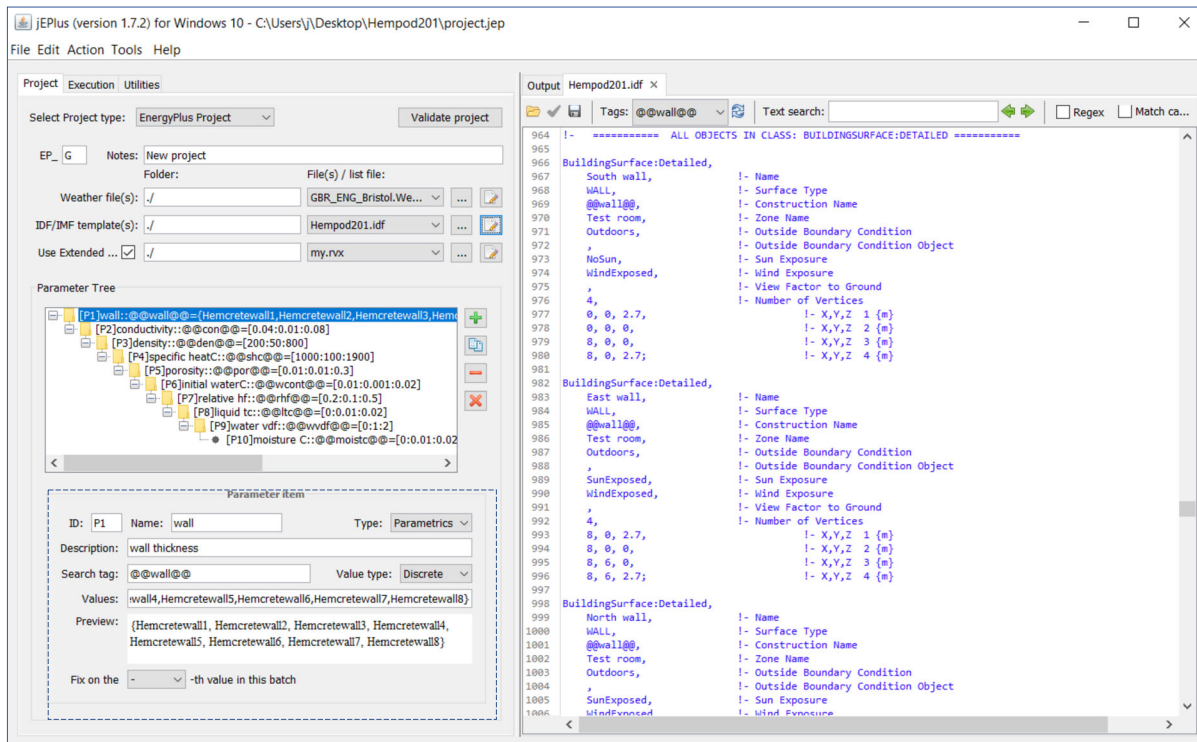 jEPlus (version 1.7.2) for Windows 10 - C:\Users\j\Desktop\Hempod201\project.jep
File Edit Action Tools Help
Project Execution Utilities
Select Project type: EnergyPlus Project Validate project
EP_ G Notes: New project
Folder: File(s) / list file:
Weather file(s): ./ GBR_ENG_Bristol.We... ...
IDF/IMF template(s): ./ Hempod201.idf ...
Use Extended ... ./ my.rvx ...
Parameter Tree
[P1]wall::@@wall@@={Hemcretewall1,Hemcretewall2,Hemcretewall3,Hemc
[P2]conductivity::@@con@@=[0.04:0.01:0.08]
[P3]density::@@den@@=[200:50:800]
[P4]specific heatC::@@shc@@=[1000:100:1900]
[P5]porosity::@@por@@=[0.01:0.01:0.3]
[P6]initial waterC::@@wcont@@=[0.01:0.001:0.02]
[P7]relative hf::@@rhf@@=[0.2:0.1:0.5]
[P8]liquid tc::@@ltc@@=[0:0.01:0.02]
[P9]water vdf::@@wvdf@@=[0:1:2]
[P10]moisture C::@@moistc@@=[0:0.01:0.02
Parameter item
ID: P1 Name: wall Type: Parametrics
Description: wall thickness
Search tag: @@wall@@ Value type: Discrete
Values: ewall4,Hemcretewall5,Hemcretewall6,Hemcretewall7,Hemcretewall8}
Preview: {Hemcretewall1, Hemcretewall2, Hemcretewall3, Hemcretewall4,
Hemcretewall5, Hemcretewall6, Hemcretewall7, Hemcretewall8}
Fix on the - -th value in this batch
Output Hempod201.idf
Tags: @@wall@@ Text search: Regex Match ca...
964 !- =========== ALL OBJECTS IN CLASS: BUILDINGSURFACE:DETAILED ===========
965
966 BuildingSurface:Detailed,
967 South wall, !- Name
968 WALL, !- Surface Type
969 @@wall@@, !- Construction Name
970 Test room, !- Zone Name
971 Outdoors, !- Outside Boundary Condition
972 , !- Outside Boundary Condition Object
973 NoSun, !- Sun Exposure
974 WindExposed, !- Wind Exposure
975 , !- View Factor to Ground
976 4, !- Number of Vertices
977 0, 0, 2.7, !- X,Y,Z 1 {m}
978 0, 0, 0, !- X,Y,Z 2 {m}
979 8, 0, 0, !- X,Y,Z 3 {m}
980 8, 0, 2.7; !- X,Y,Z 4 {m}
981
982 BuildingSurface:Detailed,
983 East wall, !- Name
984 WALL, !- Surface Type
985 @@wall@@, !- Construction Name
986 Test room, !- Zone Name
987 Outdoors, !- Outside Boundary Condition
988 , !- Outside Boundary Condition Object
989 SunExposed, !- Sun Exposure
990 WindExposed, !- Wind Exposure
991 , !- View Factor to Ground
992 4, !- Number of Vertices
993 8, 0, 2.7, !- X,Y,Z 1 {m}
994 8, 0, 0, !- X,Y,Z 2 {m}
995 8, 6, 0, !- X,Y,Z 3 {m}
996 8, 6, 2.7; !- X,Y,Z 4 {m}
997
998 BuildingSurface:Detailed,
999 North wall, !- Name
1000 WALL, !- Surface Type
1001 @@wall@@, !- Construction Name
1002 Test room, !- Zone Name
1003 Outdoors, !- Outside Boundary Condition
1004 , !- Outside Boundary Condition Object
1005 SunExposed, !- Sun Exposure
1006 WindExposed !- Wind Exposure